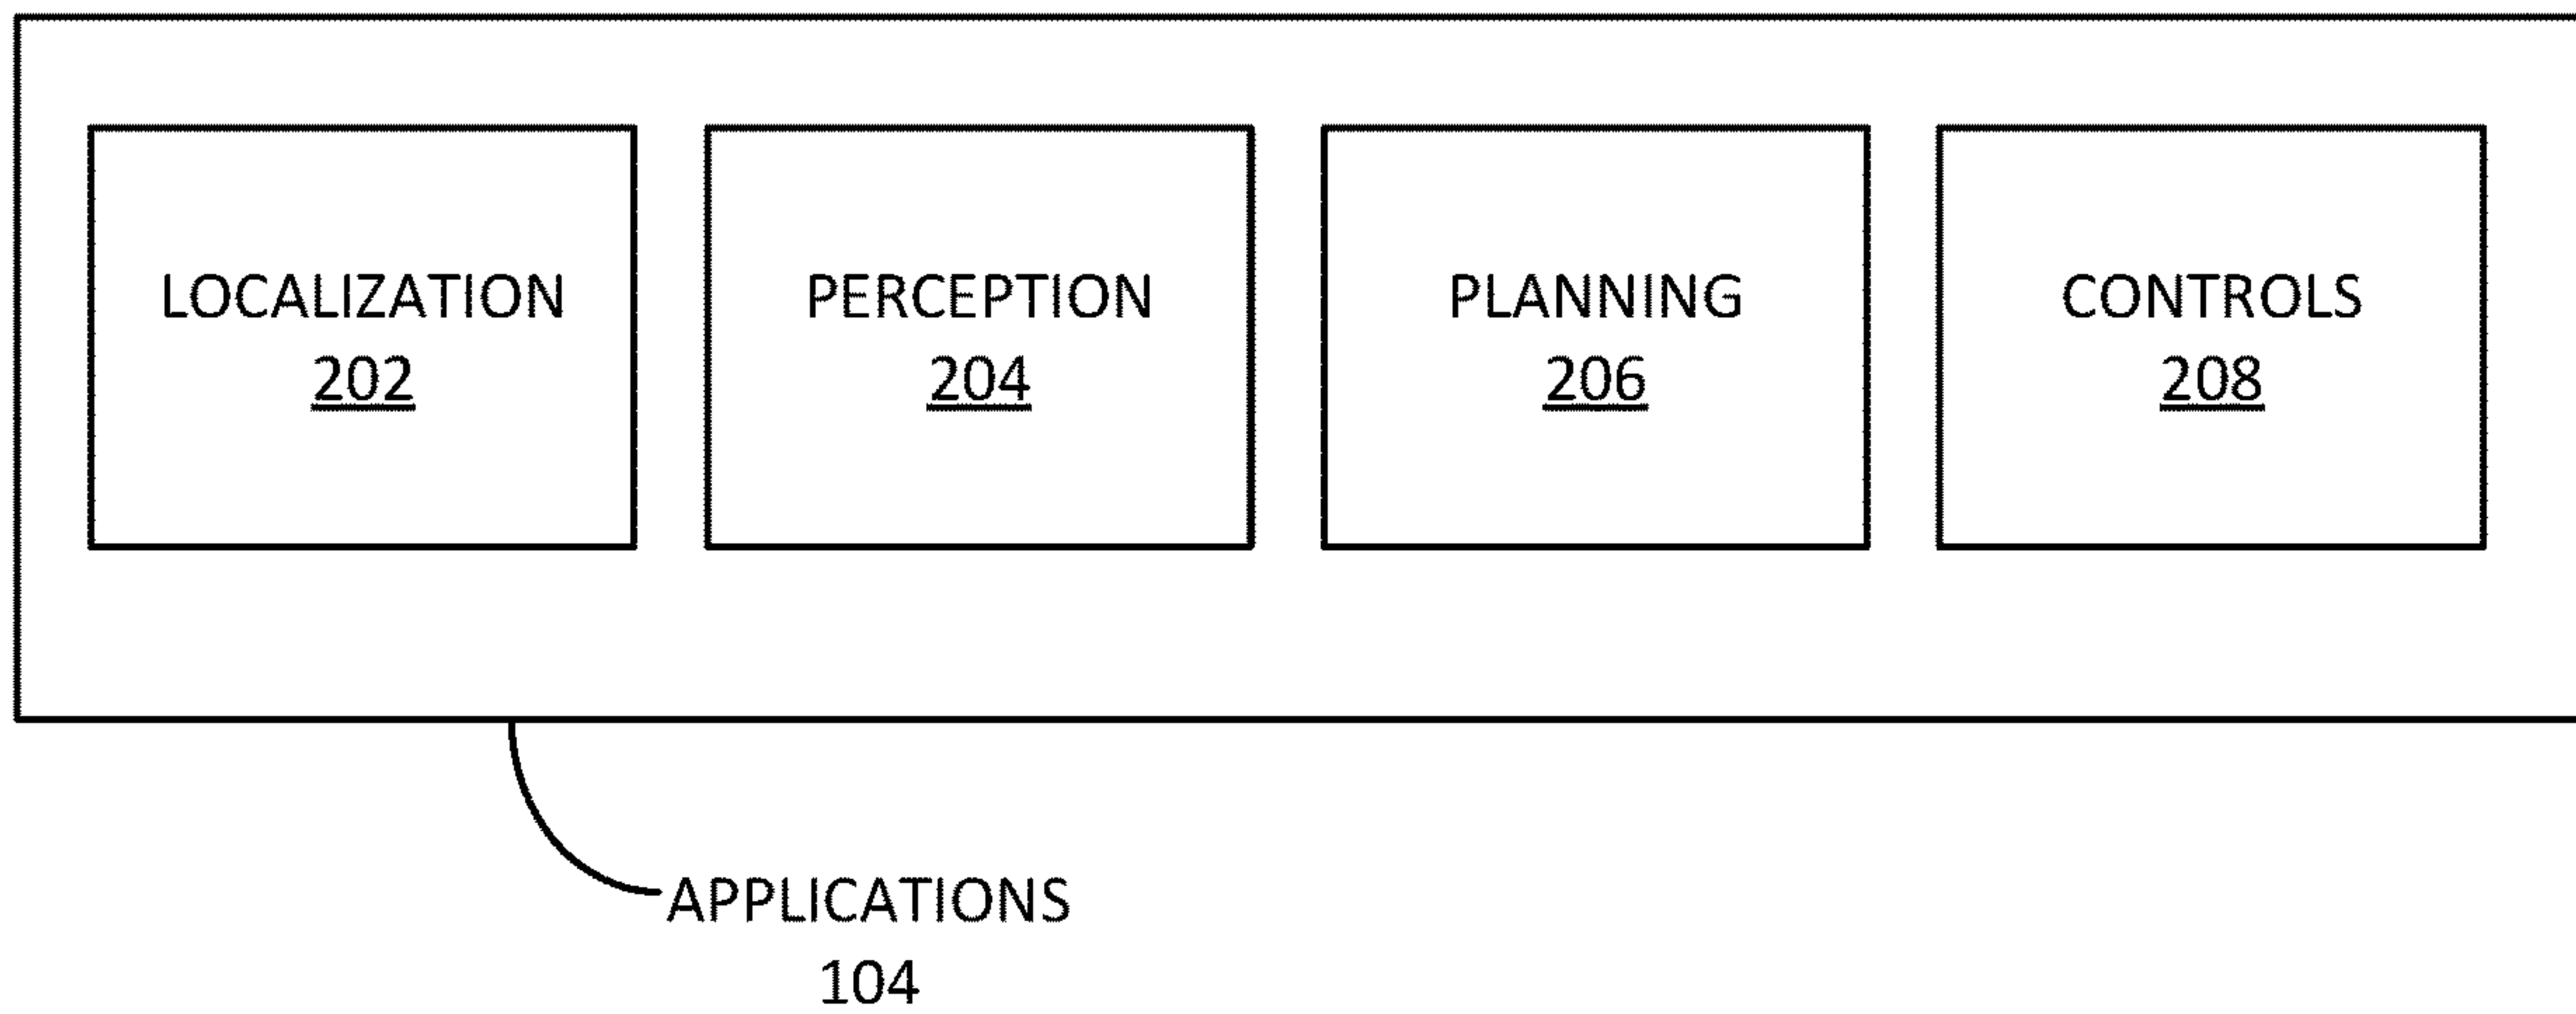 LOCALIZATION
202
PERCEPTION
204
PLANNING
206
CONTROLS
208
APPLICATIONS
104